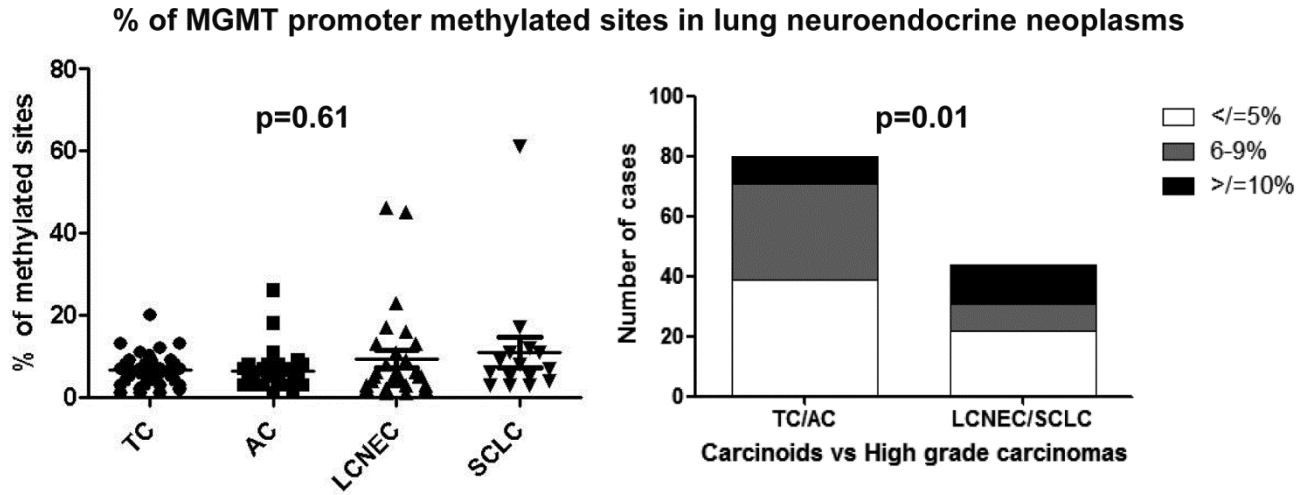 % of MGMT promoter methylated sites in lung neuroendocrine neoplasms
% of methylated sites
80
60
40
20
0
p=0.61
TC
AC
LCNEC
SCLC
Number of cases
100
80
60
40
20
0
p=0.01
TC/AC
LCNEC/SCLC
Carcinoids vs High grade carcinomas
</=5%
6-9%
>/=10%